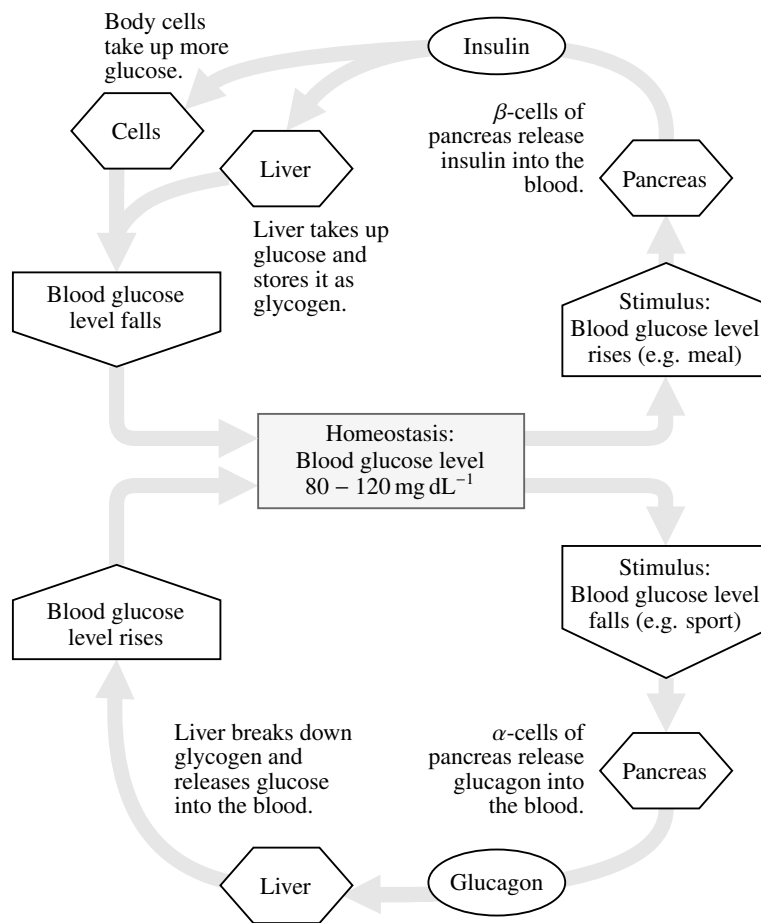 Body cells
take up more
glucose.
Insulin
Cells
Liver
β-cells of
pancreas release
insulin into the
blood.
Pancreas
Liver takes up
glucose and
stores it as
glycogen.
Blood glucose
level falls
Stimulus:
Blood glucose level
rises (e.g. meal)
Homeostasis:
Blood glucose level
80 – 120 mg dL⁻¹
Blood glucose
level rises
Stimulus:
Blood glucose level
falls (e.g. sport)
Liver breaks down
glycogen and
releases glucose
into the blood.
α-cells of
pancreas release
glucagon into
the blood.
Pancreas
Liver
Glucagon